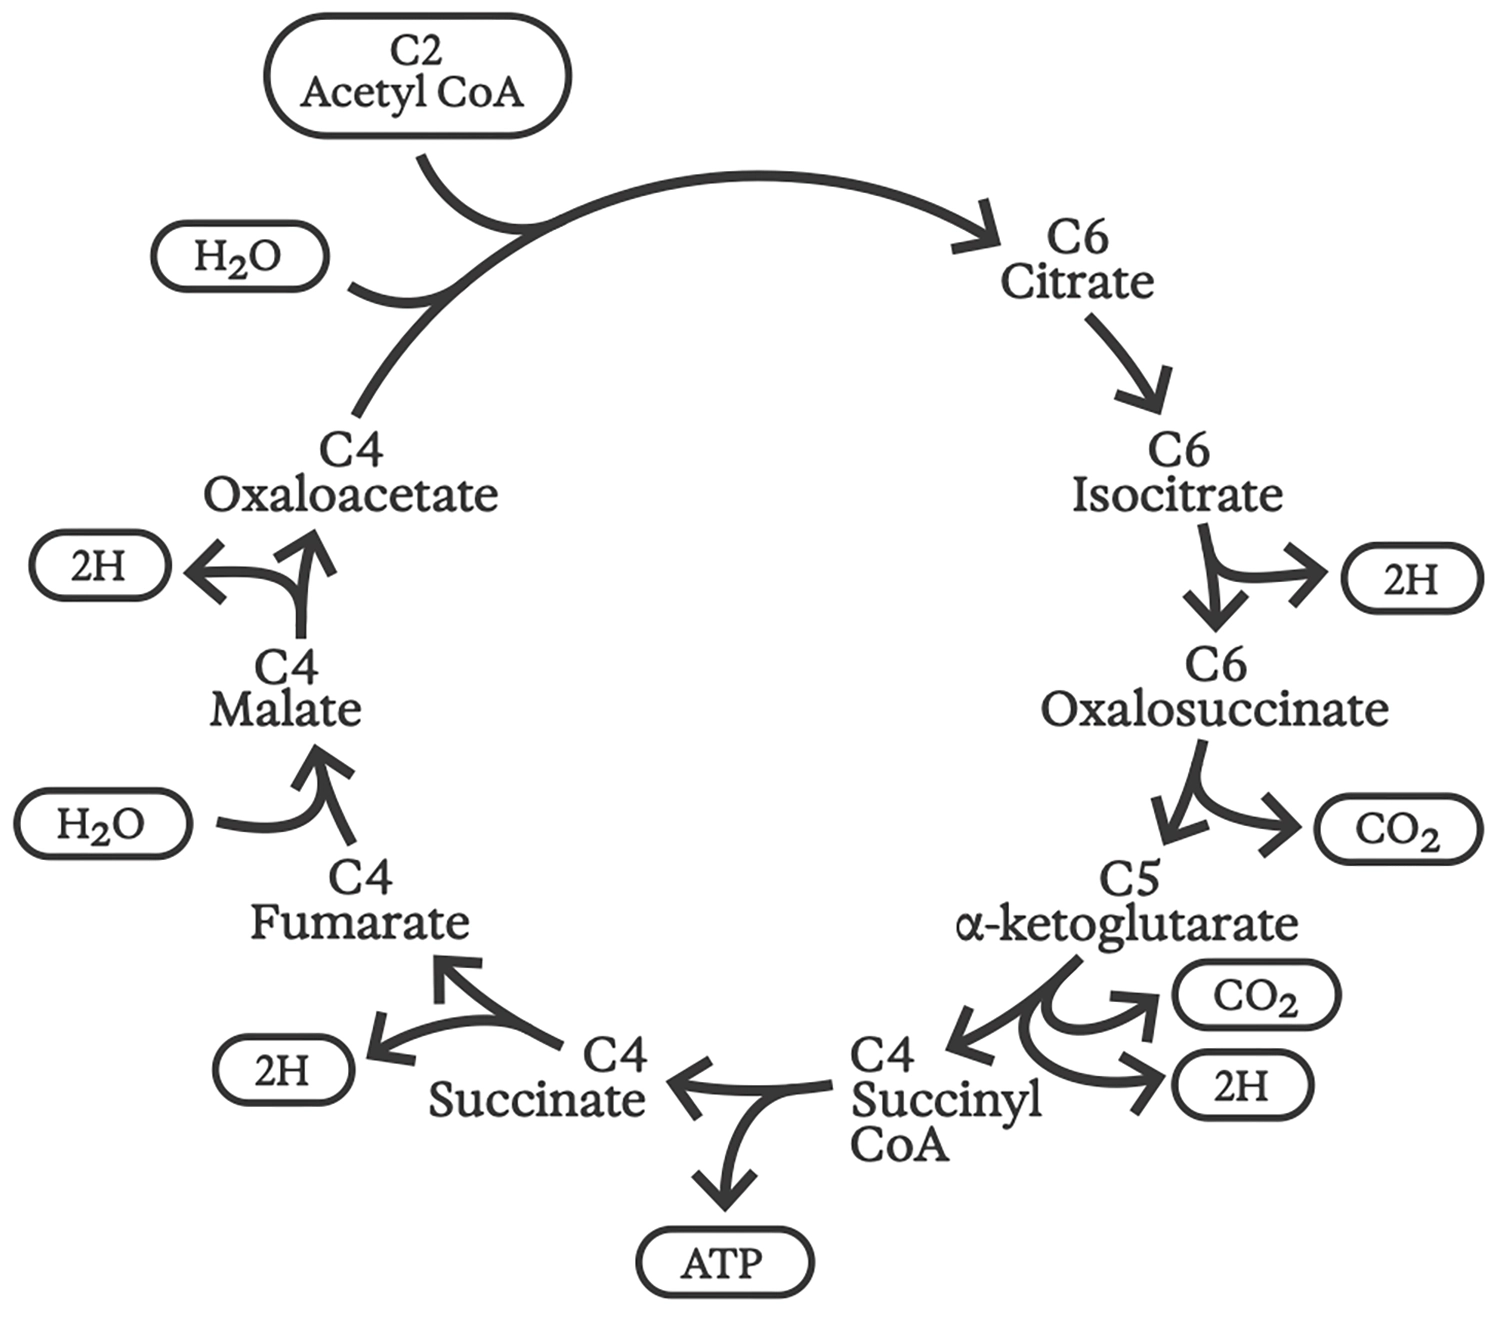 C2
Acetyl CoA
H₂O
C6
Citrate
C4
Oxaloacetate
C6
Isocitrate
2H
2H
C4
Malate
C6
Oxalosuccinate
H₂O
CO₂
C4
Fumarate
C5
α-ketoglutarate
CO₂
2H
2H
C4
Succinate
C4
Succinyl
CoA
ATP